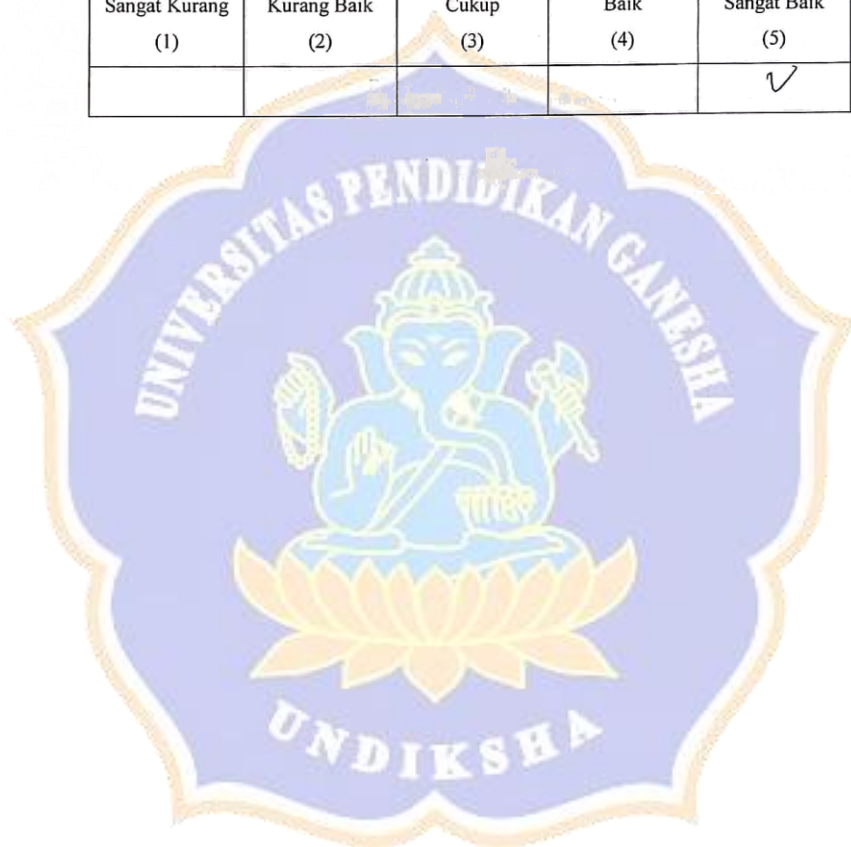 Sangat Kurang Kurang Baik Cukup Baik Sangat Baik
(1) (2) (3) (4) (5)
V
UNIVERSITAS PENDIDIKAN GANESHA
UNDIKSHA